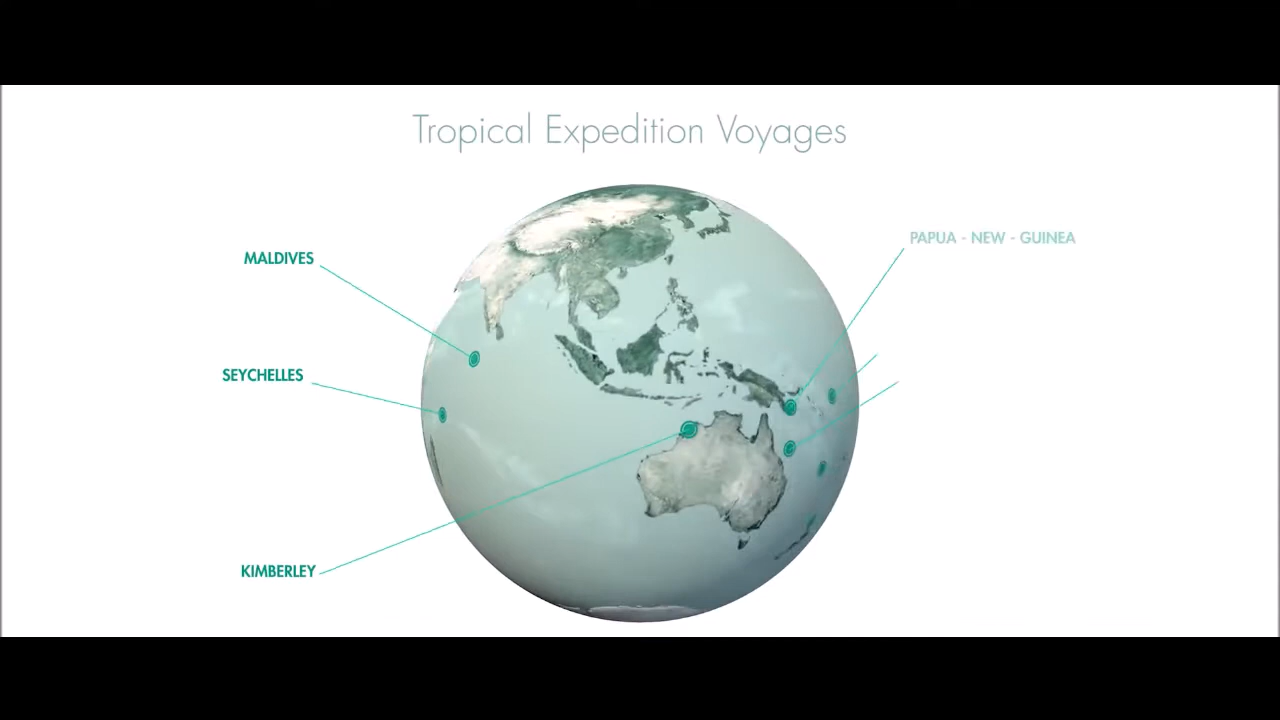 Tropical Expedition Voyages
MALDIVES
PAPUA - NEW - GUINEA
SEYCHELLES
KIMBERLEY